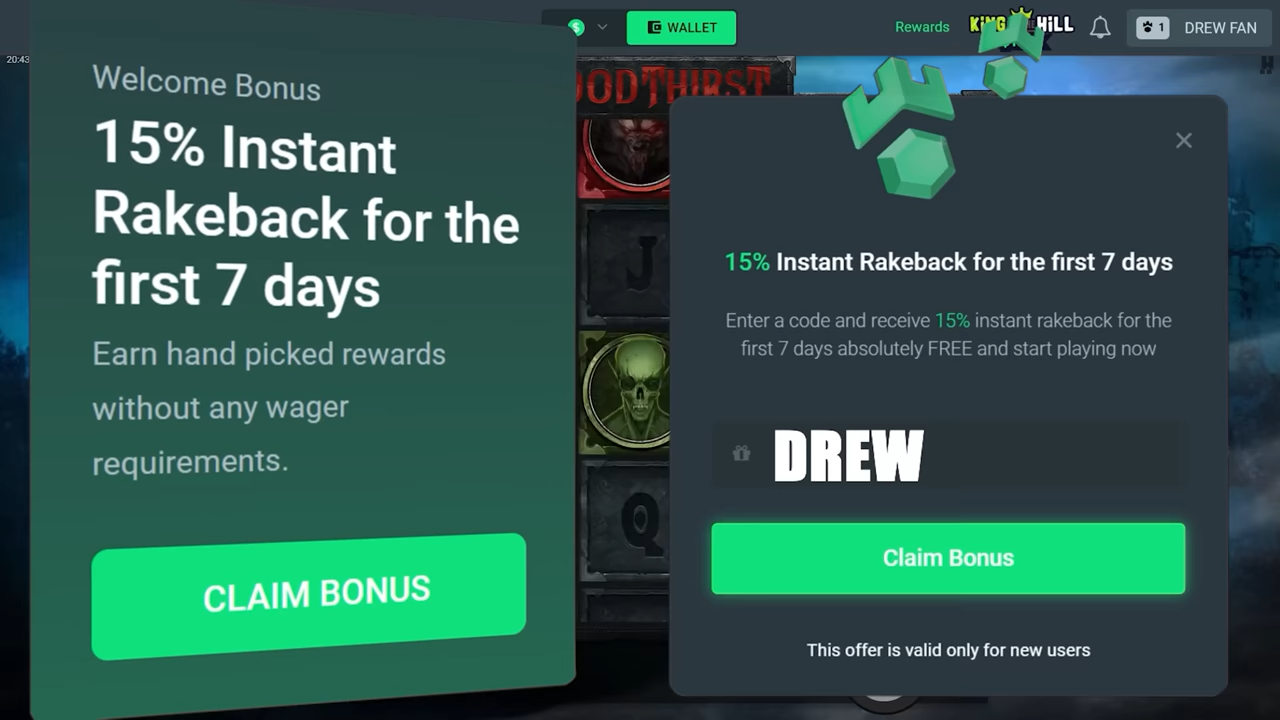 WALLET
Rewards
KING HILL
1
DREW FAN
20:43
Welcome Bonus
15% Instant
Rakeback for the
first 7 days
Earn hand picked rewards
without any wager
requirements.
CLAIM BONUS
OODTHIRST
J
Q
15% Instant Rakeback for the first 7 days
Enter a code and receive 15% instant rakeback for the
first 7 days absolutely FREE and start playing now
DREW
Claim Bonus
This offer is valid only for new users